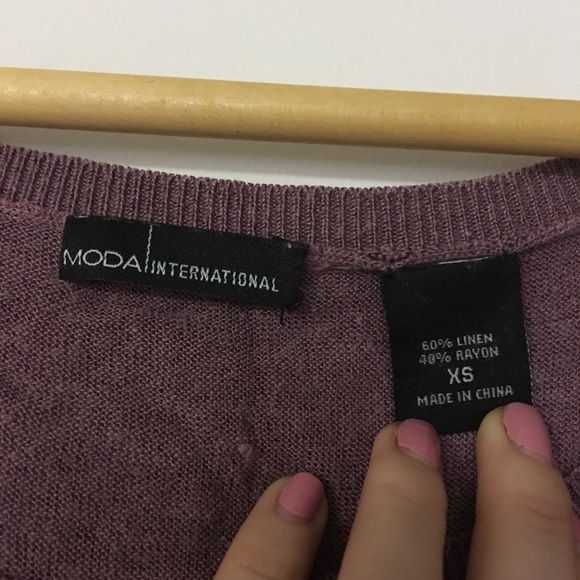 MODA INTERNATIONAL
60% LINEN
40% RAYON
XS
MADE IN CHINA